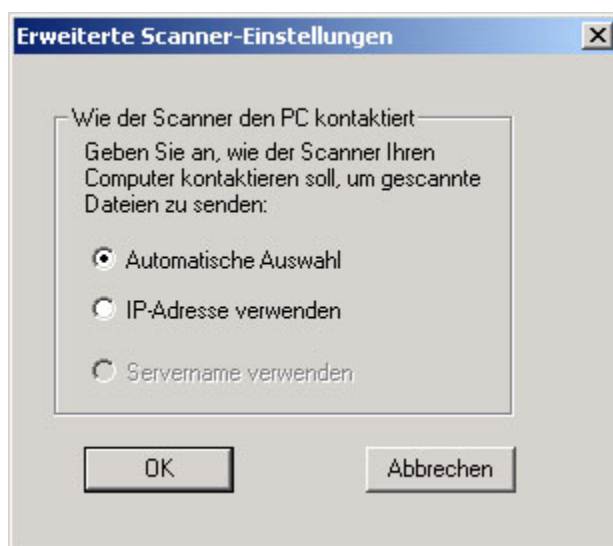 Erweiterte Scanner-Einstellungen
Wie der Scanner den PC kontaktiert
Geben Sie an, wie der Scanner Ihren
Computer kontaktieren soll, um gescannte
Dateien zu senden:
Automatische Auswahl
IP-Adresse verwenden
Servername verwenden
OK
Abbrechen